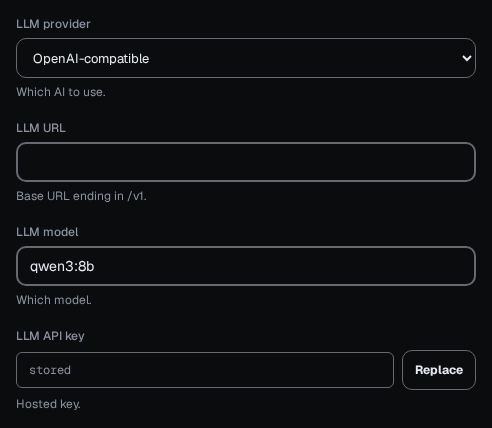 LLM provider
OpenAI-compatible
Which AI to use.
LLM URL
Base URL ending in /v1.
LLM model
qwen3:8b
Which model.
LLM API key
stored
Replace
Hosted key.